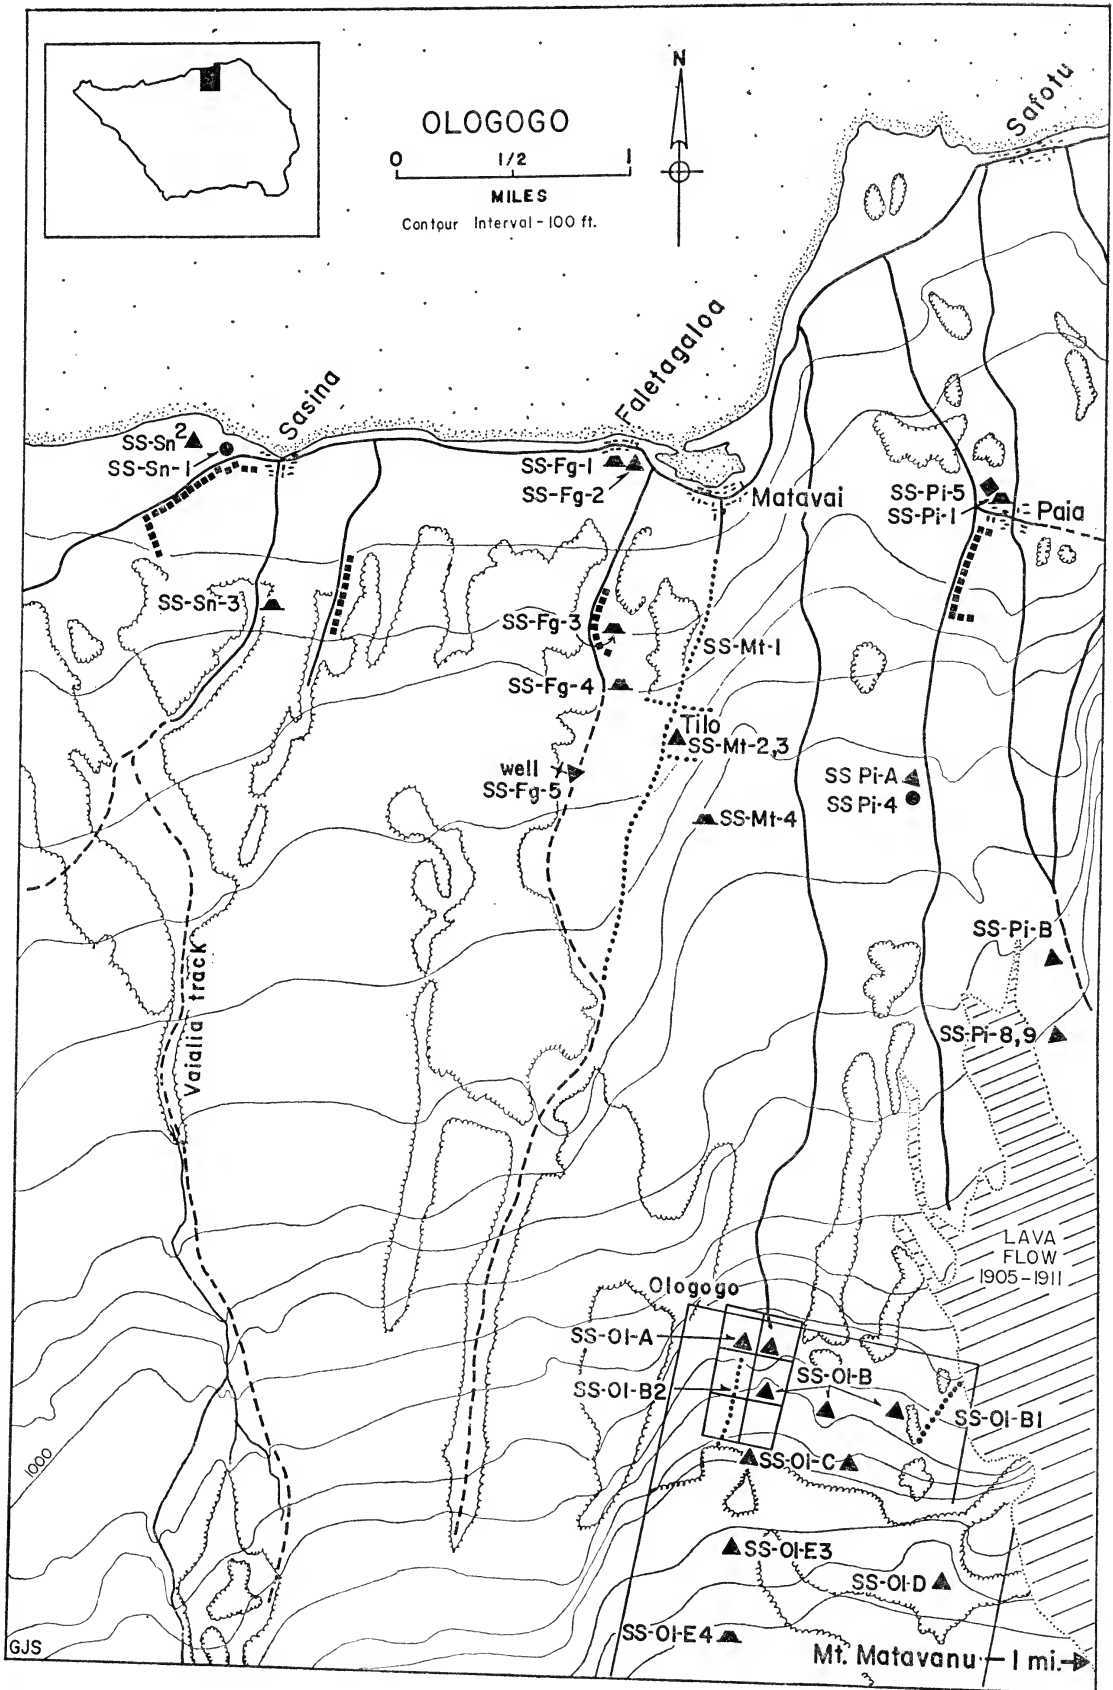 N
OLOGOGO
0 1/2 1
MILES
Contour Interval - 100 ft.
Safotu
Faletagaloa
Sasina
SS-Sn2
SS-Sn-1
SS-Fg-1
SS-Fg-2
Matavai
SS-Pi-5
SS-Pi-1
Paia
SS-Sn-3
SS-Fg-3
SS-Mt-1
SS-Fg-4
Tilo
SS-Mt-2,3
well
SS-Fg-5
SS Pi-A
SS Pi-4
SS-Mt-4
SS-Pi-B
Vaialia track
SS-Pi-8,9
LAVA
FLOW
1905-1911
Ologogo
SS-Ol-A
SS-Ol-B2
SS-Ol-B
SS-Ol-B1
SS-Ol-C
1000
SS-Ol-E3
SS-Ol-D
SS-Ol-E4
GJS
Mt. Matavanu — 1 mi.